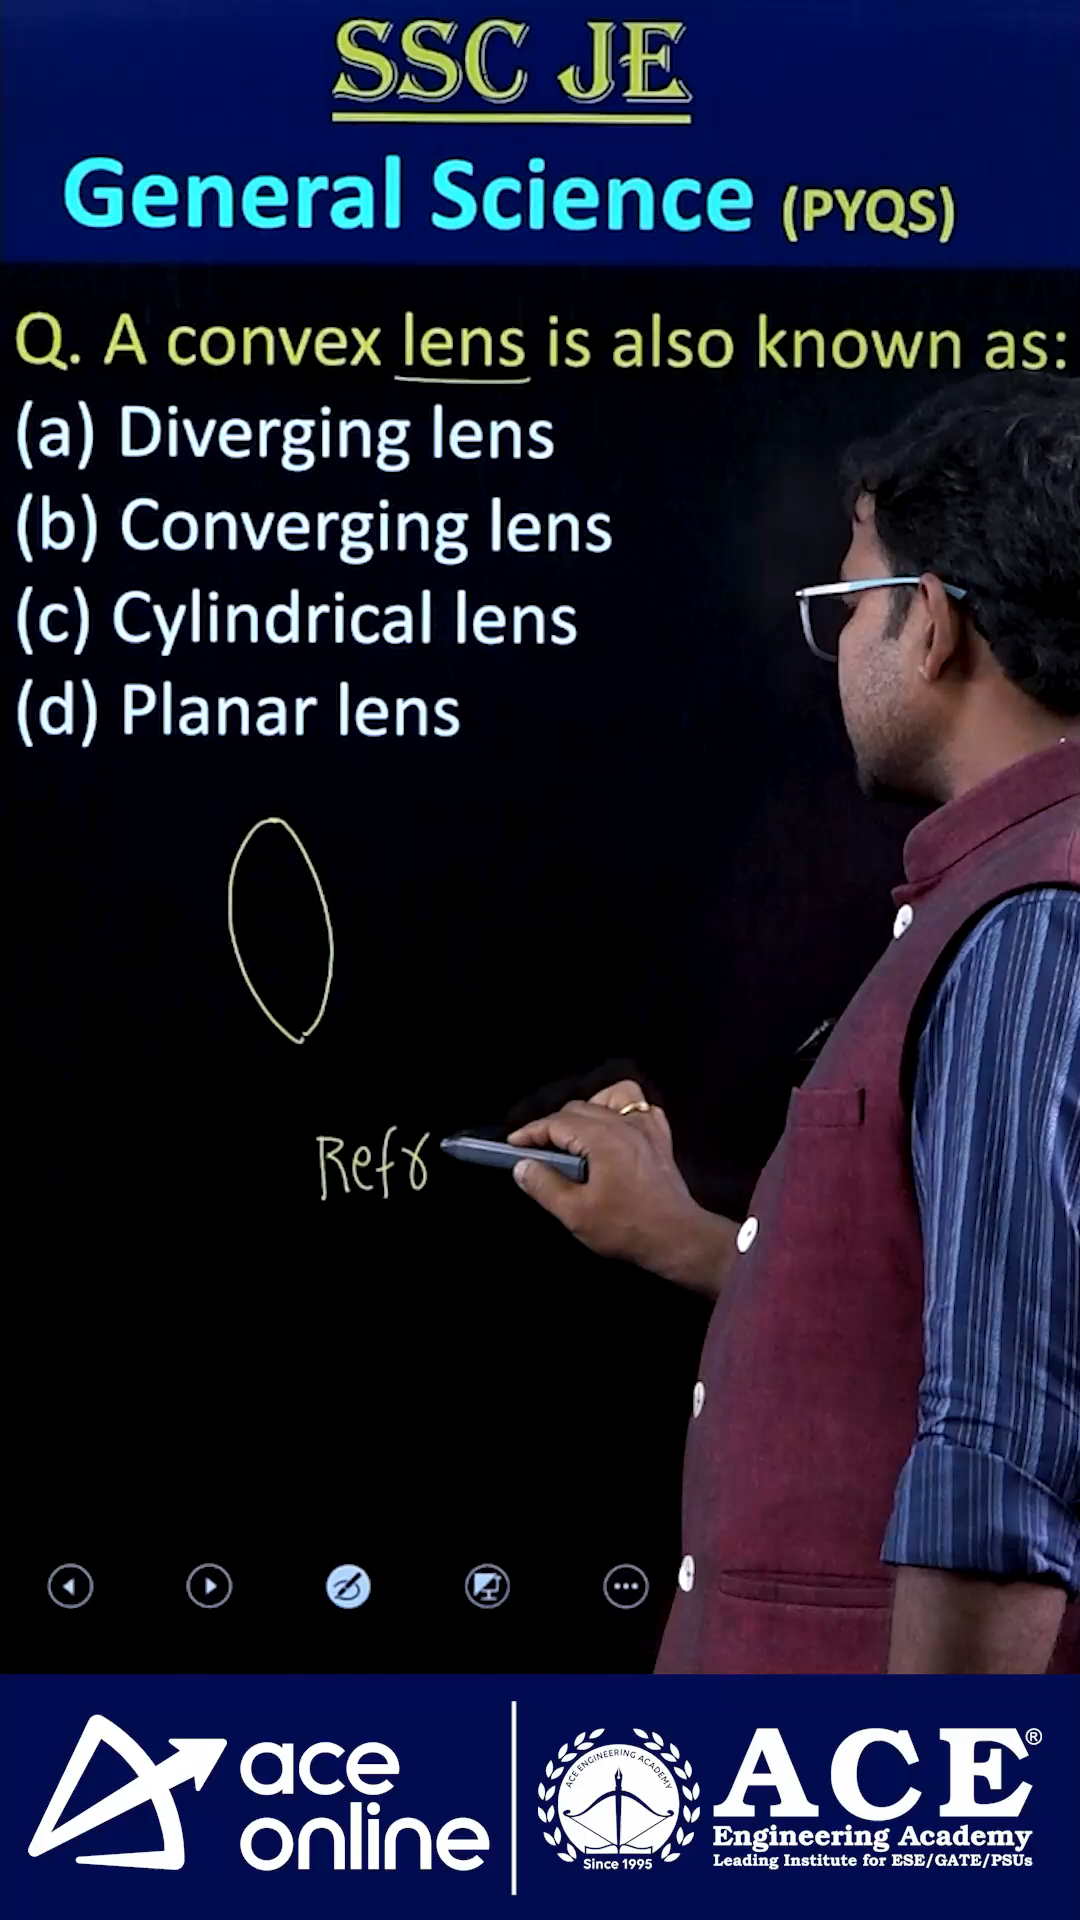 SSC JE
General Science (PYQS)
Q. A convex lens is also known as:
(a) Diverging lens
(b) Converging lens
(c) Cylindrical lens
(d) Planar lens
Refr
ace online
ACE ENGINEERING ACADEMY
Since 1995
ACE®
Engineering Academy
Leading Institute for ESE/GATE/PSUs